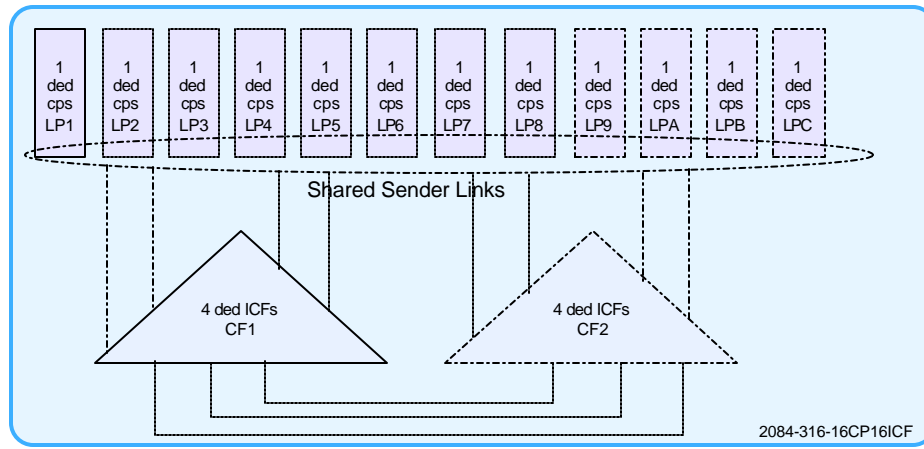 1 ded cps LP1
1 ded cps LP2
1 ded cps LP3
1 ded cps LP4
1 ded cps LP5
1 ded cps LP6
1 ded cps LP7
1 ded cps LP8
1 ded cps LP9
1 ded cps LPA
1 ded cps LPB
1 ded cps LPC
Shared Sender Links
4 ded ICFs
CF1
4 ded ICFs
CF2
2084-316-16CP16ICF